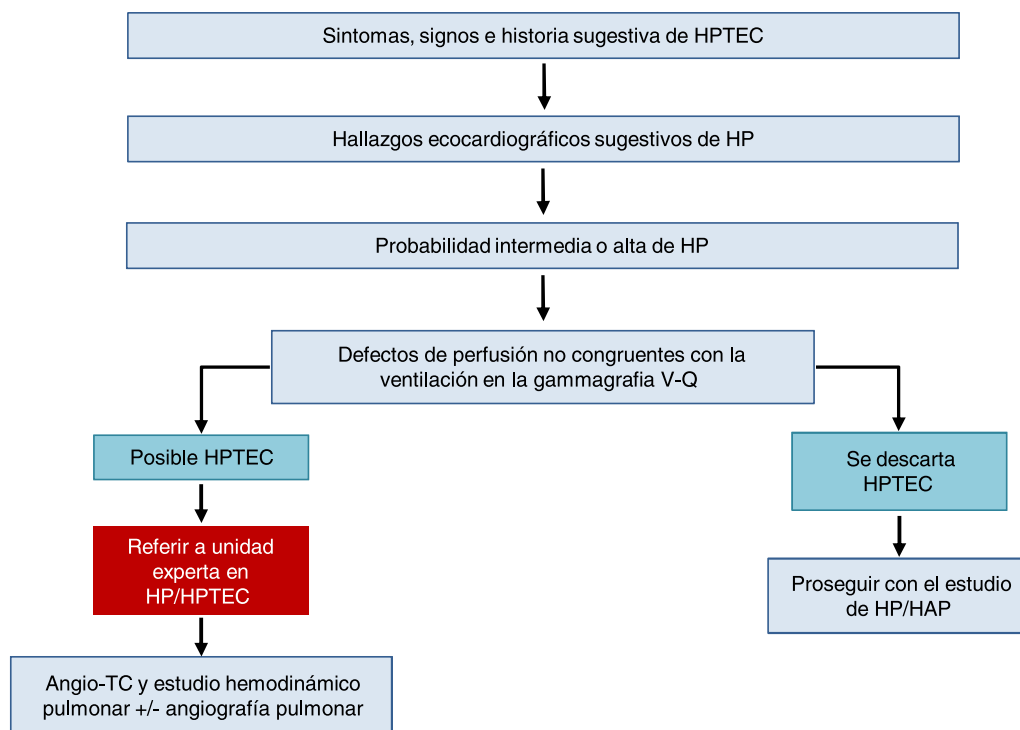 Sintomas, signos e historia sugestiva de HPTEC
Hallazgos ecocardiográficos sugestivos de HP
Probabilidad intermedia o alta de HP
Defectos de perfusión no congruentes con la
ventilación en la gammagrafia V-Q
Posible HPTEC
Referir a unidad
experta en
HP/HPTEC
Angio-TC y estudio hemodinámico
pulmonar +/- angiografía pulmonar
Se descarta
HPTEC
Proseguir con el estudio
de HP/HAP